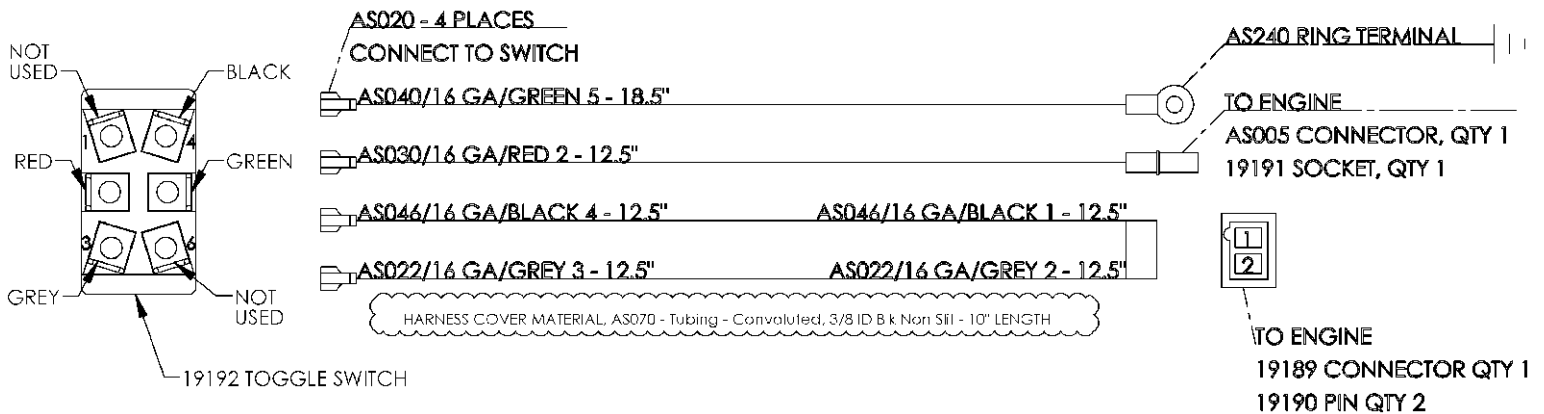 AS020 - 4 PLACES
CONNECT TO SWITCH
NOT
USED
BLACK
1
4
RED
GREEN
3
6
GREY
NOT
USED
19192 TOGGLE SWITCH
AS040/16 GA/GREEN 5 - 18.5"
AS030/16 GA/RED 2 - 12.5"
AS046/16 GA/BLACK 4 - 12.5" AS046/16 GA/BLACK 1 - 12.5"
AS022/16 GA/GREY 3 - 12.5" AS022/16 GA/GREY 2 - 12.5"
HARNESS COVER MATERIAL, AS070 - Tubing - Convoluted, 3/8 ID Blk Non Slit - 10" LENGTH
AS240 RING TERMINAL
TO ENGINE
AS005 CONNECTOR, QTY 1
19191 SOCKET, QTY 1
1
2
TO ENGINE
19189 CONNECTOR QTY 1
19190 PIN QTY 2